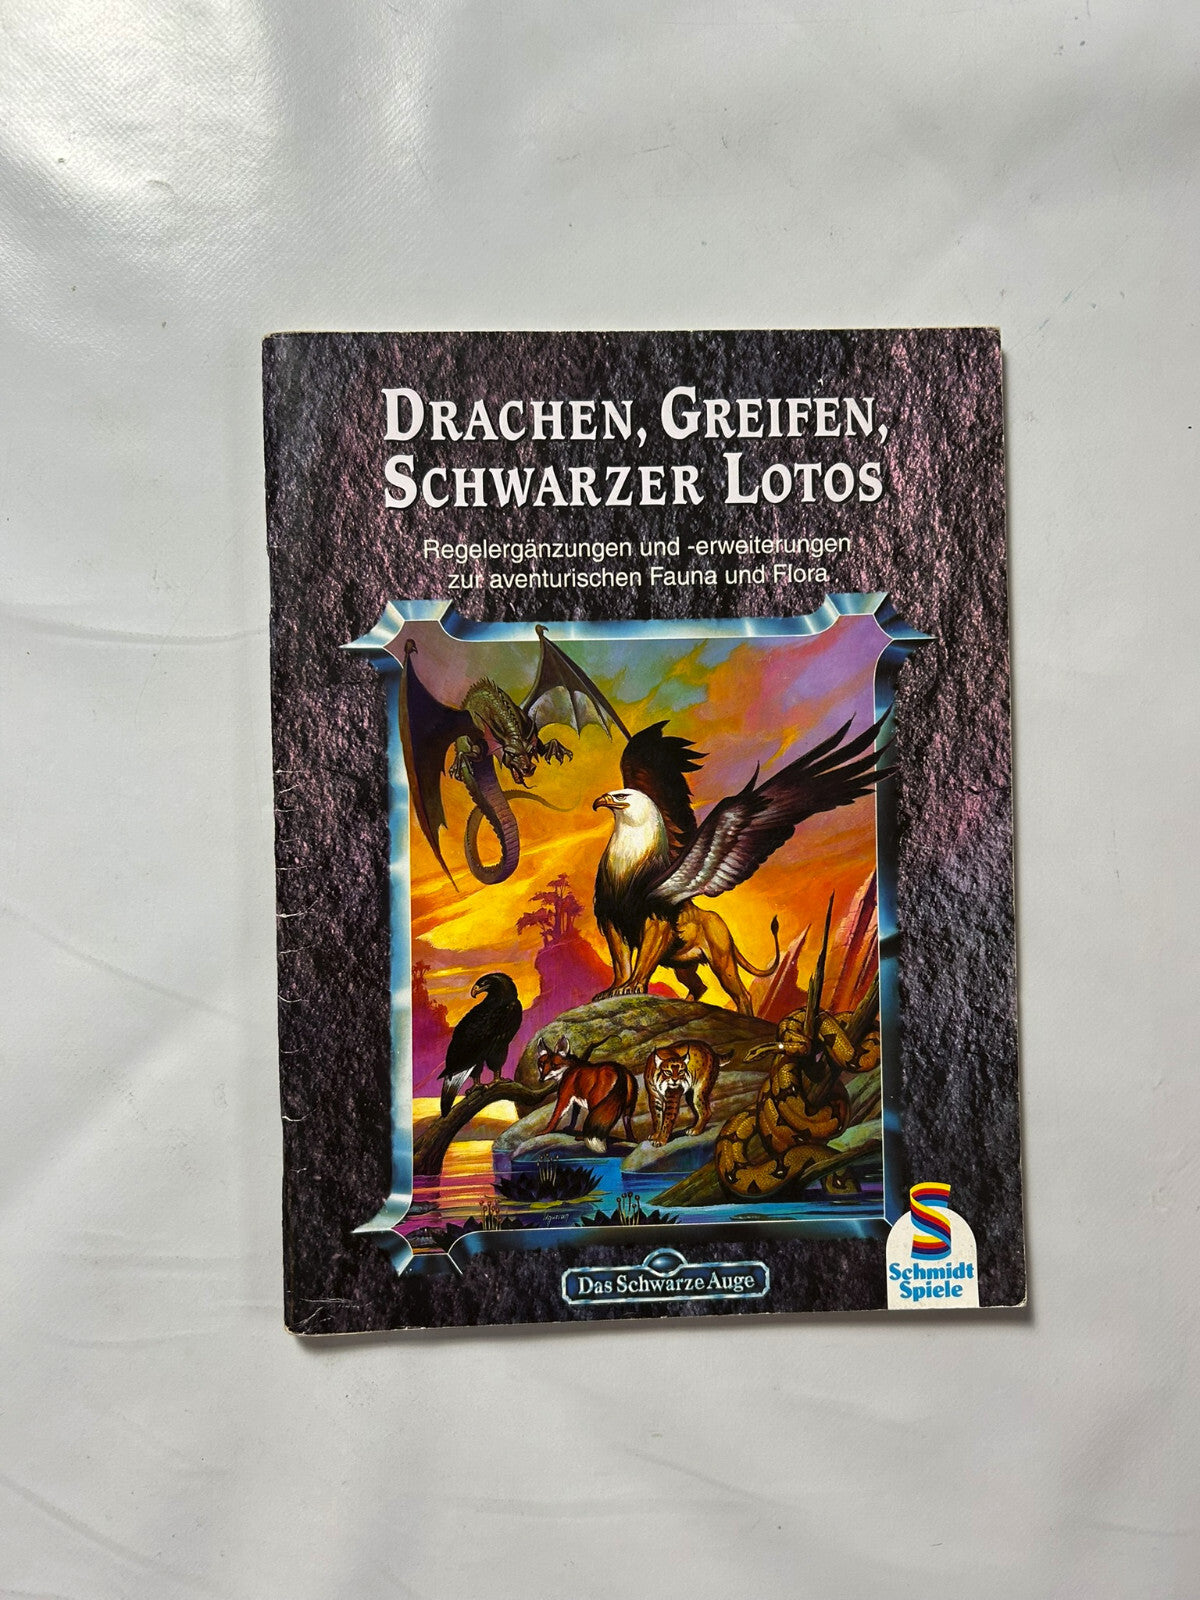 DRACHEN, GREIFEN,
SCHWARZER LOTOS
Regelergänzungen und -erweiterungen
zur aventurischen Fauna und Flora
Das Schwarze Auge
Schmidt
Spiele